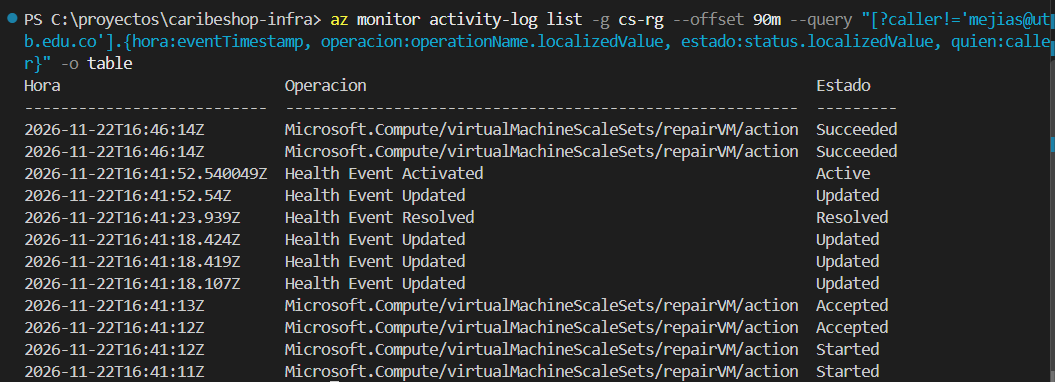 PS C:\proyectos\caribeshop-infra> az monitor activity-log list -g cs-rg --offset 90m --query "[?caller!='mejias@ut
b.edu.co'].{hora:eventTimestamp, operacion:operationName.localizedValue, estado:status.localizedValue, quien:calle
r}" -o table
Hora                         Operacion                                              Estado
---------------------------  -----------------------------------------------------  ---------
2026-11-22T16:46:14Z         Microsoft.Compute/virtualMachineScaleSets/repairVM/action  Succeeded
2026-11-22T16:46:14Z         Microsoft.Compute/virtualMachineScaleSets/repairVM/action  Succeeded
2026-11-22T16:41:52.540049Z  Health Event Activated                                 Active
2026-11-22T16:41:52.54Z      Health Event Updated                                   Updated
2026-11-22T16:41:23.939Z     Health Event Resolved                                  Resolved
2026-11-22T16:41:18.424Z     Health Event Updated                                   Updated
2026-11-22T16:41:18.419Z     Health Event Updated                                   Updated
2026-11-22T16:41:18.107Z     Health Event Updated                                   Updated
2026-11-22T16:41:13Z         Microsoft.Compute/virtualMachineScaleSets/repairVM/action  Accepted
2026-11-22T16:41:12Z         Microsoft.Compute/virtualMachineScaleSets/repairVM/action  Accepted
2026-11-22T16:41:12Z         Microsoft.Compute/virtualMachineScaleSets/repairVM/action  Started
2026-11-22T16:41:11Z         Microsoft.Compute/virtualMachineScaleSets/repairVM/action  Started